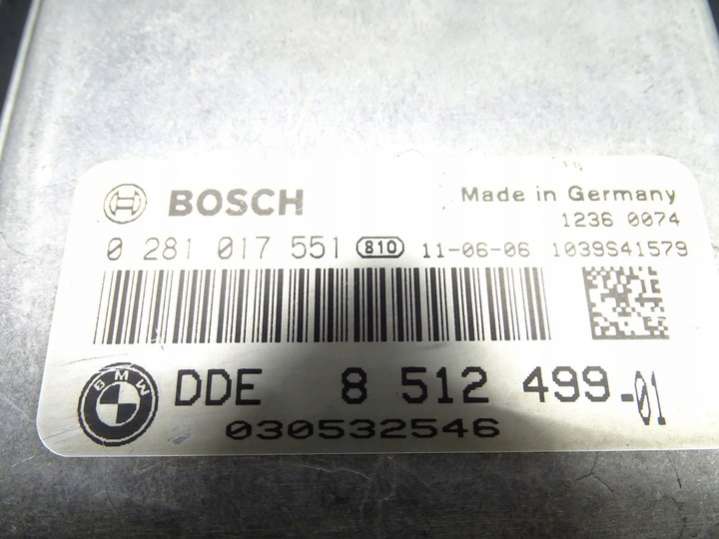 BOSCH
Made in Germany
1236 0074
0 281 017 551 810 11-06-06 1039S41579
BMW DDE 8 512 499-01
030532546